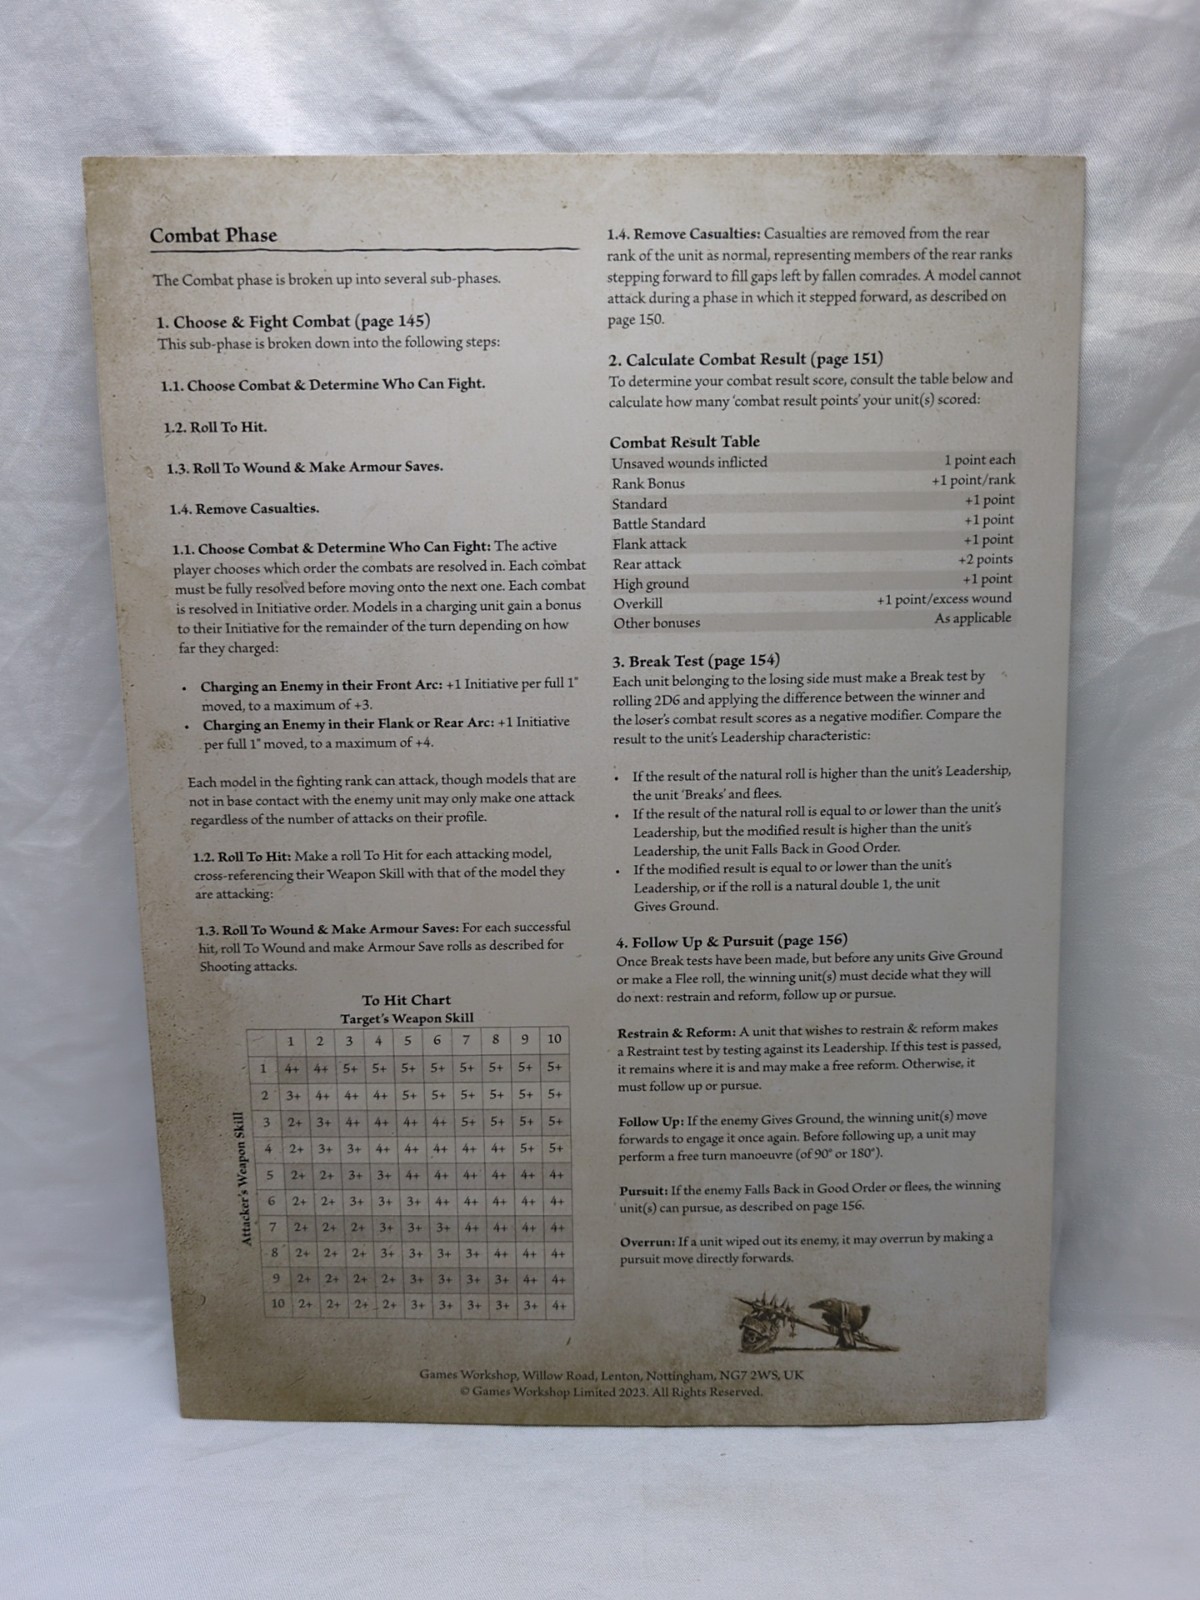 Combat Phase
The Combat phase is broken up into several sub-phases.
1. Choose & Fight Combat (page 145)
This sub-phase is broken down into the following steps:
1.1. Choose Combat & Determine Who Can Fight.
1.2. Roll To Hit.
1.3. Roll To Wound & Make Armour Saves.
1.4. Remove Casualties.
1.1. Choose Combat & Determine Who Can Fight: The active
player chooses which order the combats are resolved in. Each combat
must be fully resolved before moving onto the next one. Each combat
is resolved in Initiative order. Models in a charging unit gain a bonus
to their Initiative for the remainder of the turn depending on how
far they charged:
• Charging an Enemy in their Front Arc: +1 Initiative per full 1"
moved, to a maximum of +3.
• Charging an Enemy in their Flank or Rear Arc: +1 Initiative
per full 1" moved, to a maximum of +4.
Each model in the fighting rank can attack, though models that are
not in base contact with the enemy unit may only make one attack
regardless of the number of attacks on their profile.
1.2. Roll To Hit: Make a roll To Hit for each attacking model,
cross-referencing their Weapon Skill with that of the model they
are attacking:
1.3. Roll To Wound & Make Armour Saves: For each successful
hit, roll To Wound and make Armour Save rolls as described for
Shooting attacks.
To Hit Chart
Target's Weapon Skill
Attacker's Weapon Skill
1 2 3 4 5 6 7 8 9 10
1 4+ 4+ 5+ 5+ 5+ 5+ 5+ 5+ 5+ 5+
2 3+ 4+ 4+ 4+ 5+ 5+ 5+ 5+ 5+ 5+
3 2+ 3+ 4+ 4+ 4+ 4+ 5+ 5+ 5+ 5+
4 2+ 3+ 3+ 4+ 4+ 4+ 4+ 4+ 5+ 5+
5 2+ 2+ 3+ 3+ 4+ 4+ 4+ 4+ 4+ 4+
6 2+ 2+ 3+ 3+ 3+ 4+ 4+ 4+ 4+ 4+
7 2+ 2+ 2+ 3+ 3+ 3+ 4+ 4+ 4+ 4+
8 2+ 2+ 2+ 3+ 3+ 3+ 3+ 4+ 4+ 4+
9 2+ 2+ 2+ 2+ 3+ 3+ 3+ 3+ 4+ 4+
10 2+ 2+ 2+ 2+ 3+ 3+ 3+ 3+ 3+ 4+
1.4. Remove Casualties: Casualties are removed from the rear
rank of the unit as normal, representing members of the rear ranks
stepping forward to fill gaps left by fallen comrades. A model cannot
attack during a phase in which it stepped forward, as described on
page 150.
2. Calculate Combat Result (page 151)
To determine your combat result score, consult the table below and
calculate how many 'combat result points' your unit(s) scored:
Combat Result Table
Unsaved wounds inflicted 1 point each
Rank Bonus +1 point/rank
Standard +1 point
Battle Standard +1 point
Flank attack +1 point
Rear attack +2 points
High ground +1 point
Overkill +1 point/excess wound
Other bonuses As applicable
3. Break Test (page 154)
Each unit belonging to the losing side must make a Break test by
rolling 2D6 and applying the difference between the winner and
the loser's combat result scores as a negative modifier. Compare the
result to the unit's Leadership characteristic:
• If the result of the natural roll is higher than the unit's Leadership,
the unit 'Breaks' and flees.
• If the result of the natural roll is equal to or lower than the unit's
Leadership, but the modified result is higher than the unit's
Leadership, the unit Falls Back in Good Order.
• If the modified result is equal to or lower than the unit's
Leadership, or if the roll is a natural double 1, the unit
Gives Ground.
4. Follow Up & Pursuit (page 156)
Once Break tests have been made, but before any units Give Ground
or make a Flee roll, the winning unit(s) must decide what they will
do next: restrain and reform, follow up or pursue.
Restrain & Reform: A unit that wishes to restrain & reform makes
a Restraint test by testing against its Leadership. If this test is passed,
it remains where it is and may make a free reform. Otherwise, it
must follow up or pursue.
Follow Up: If the enemy Gives Ground, the winning unit(s) move
forwards to engage it once again. Before following up, a unit may
perform a free turn manoeuvre (of 90° or 180°).
Pursuit: If the enemy Falls Back in Good Order or flees, the winning
unit(s) can pursue, as described on page 156.
Overrun: If a unit wiped out its enemy, it may overrun by making a
pursuit move directly forwards.
Games Workshop, Willow Road, Lenton, Nottingham, NG7 2WS, UK
© Games Workshop Limited 2023. All Rights Reserved.